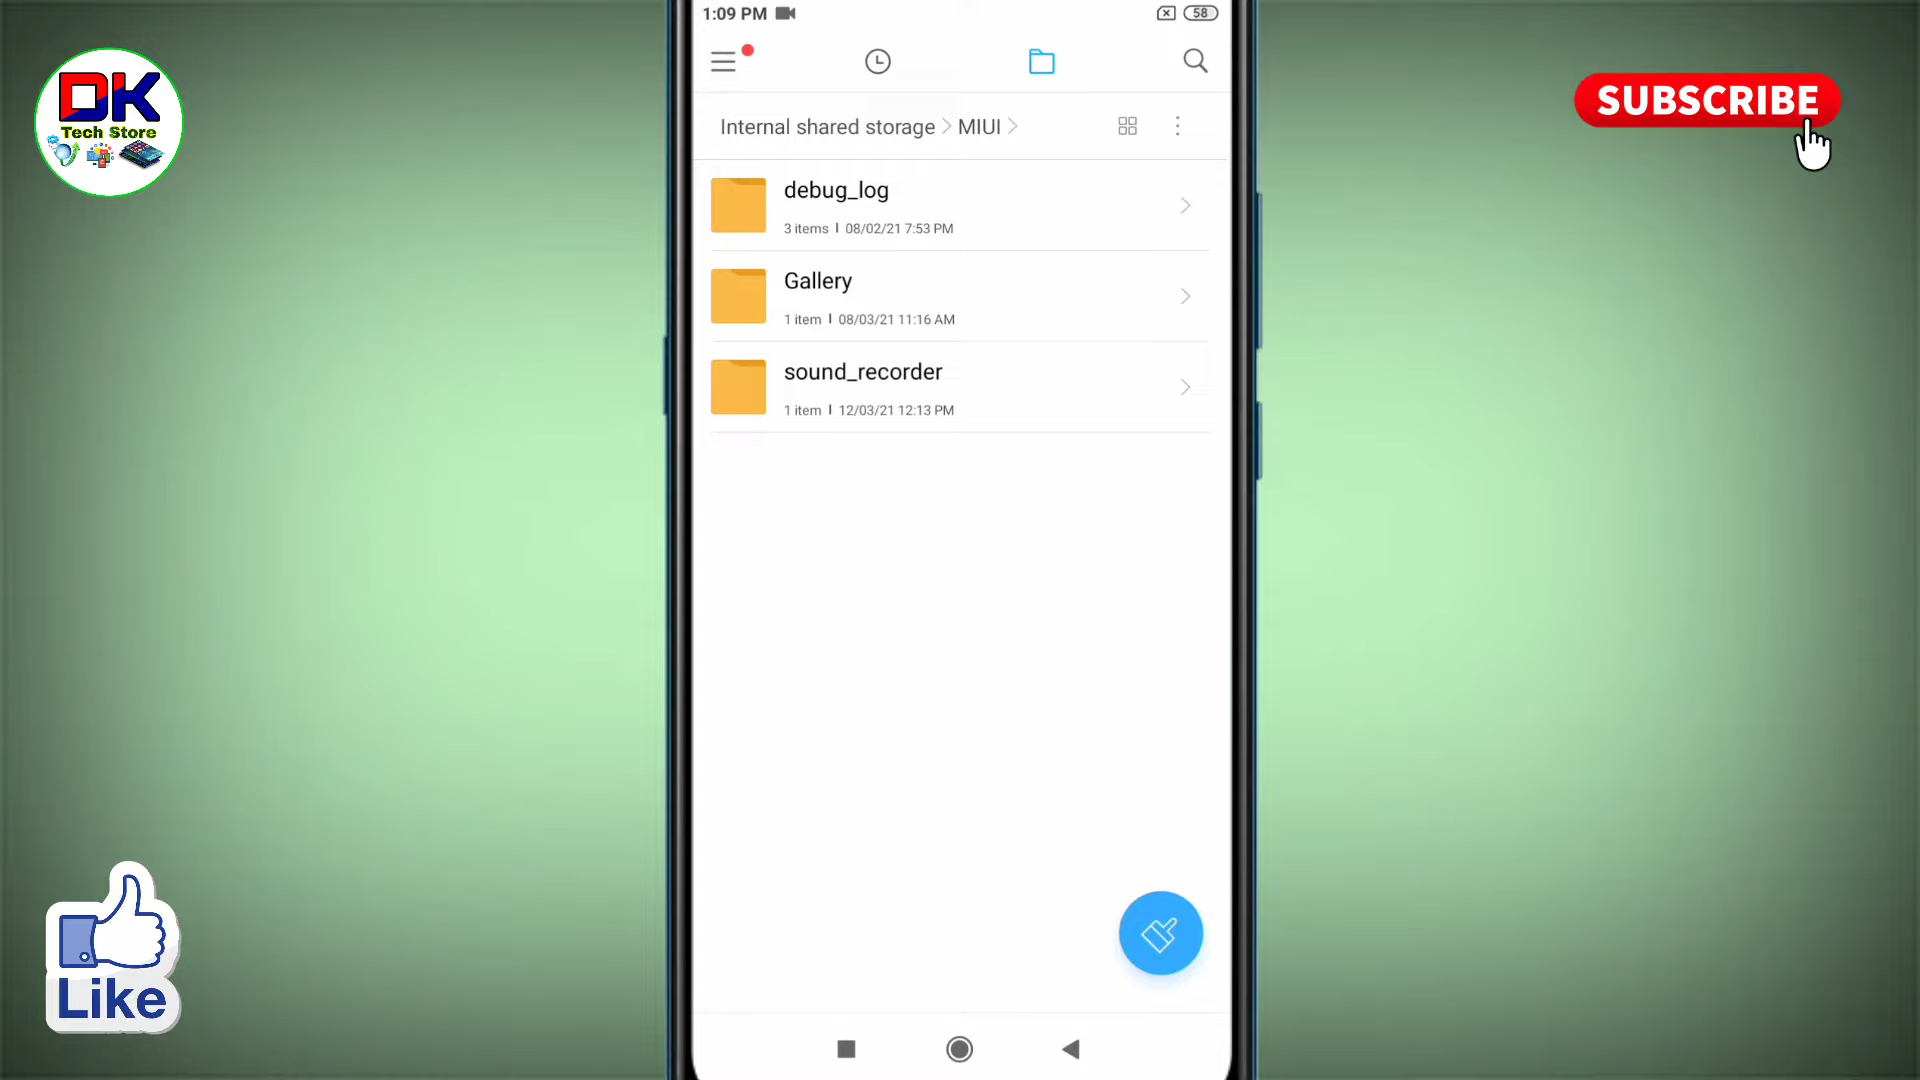 DK
Tech Store
SUBSCRIBE
1:09 PM
58
Internal shared storage > MIUI >
debug_log
3 items | 08/02/21 7:53 PM
Gallery
1 item | 08/03/21 11:16 AM
sound_recorder
1 item | 12/03/21 12:13 PM
Like